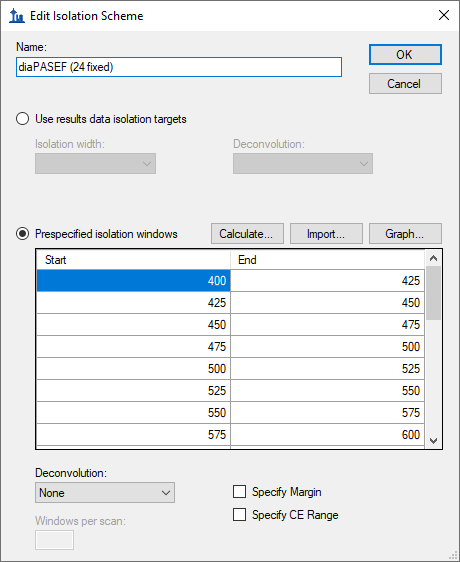 Edit Isolation Scheme
Name:
diaPASEF (24 fixed)
OK
Cancel
Use results data isolation targets
Isolation width: Deconvolution:
Prespecified isolation windows Calculate... Import... Graph...
Start End
400 425
425 450
450 475
475 500
500 525
525 550
550 575
575 600
Deconvolution:
None
Specify Margin
Windows per scan:
Specify CE Range